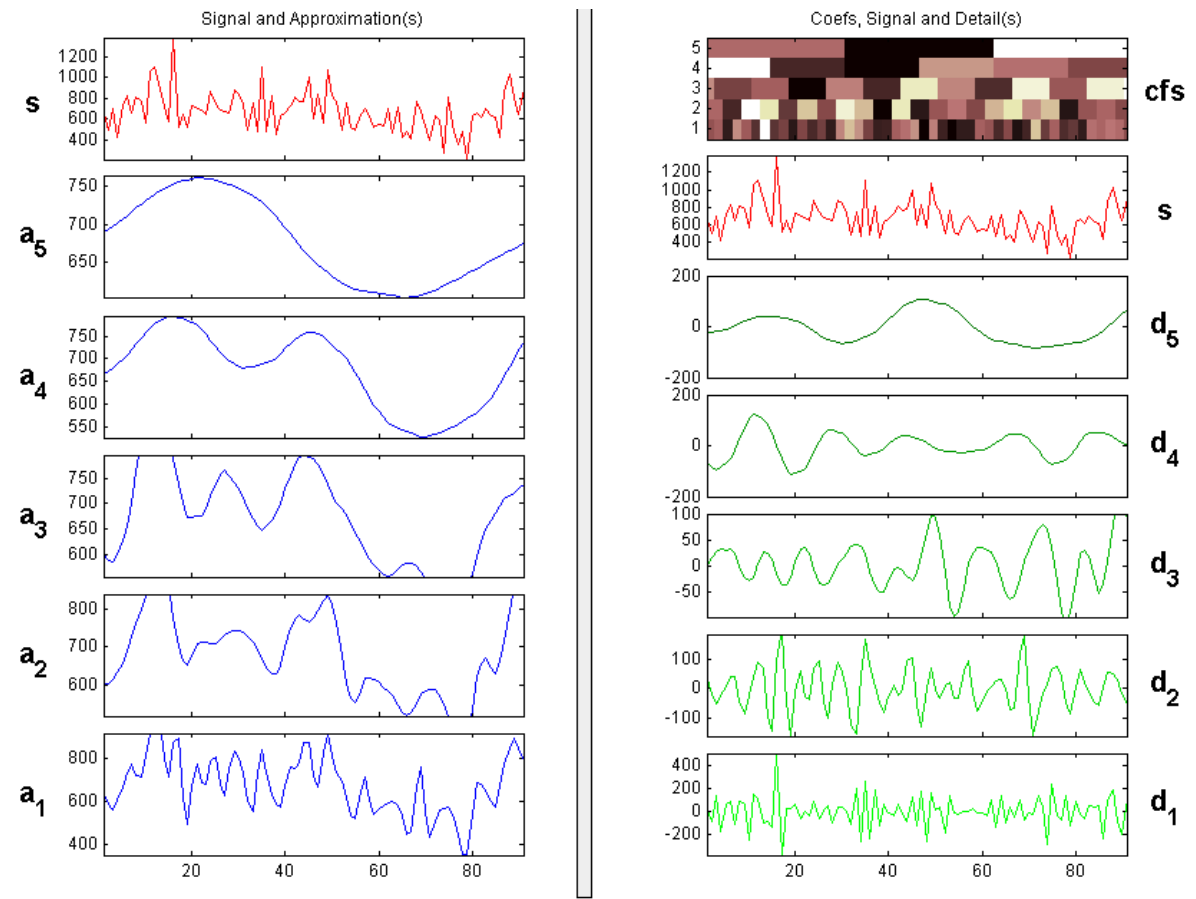 Signal and Approximation(s)
s
1200
1000
800
600
400
a5
750
700
650
a4
750
700
650
600
550
a3
750
700
650
600
a2
800
700
600
a1
800
600
400
20 40 60 80
Coefs, Signal and Detail(s)
5
4
3
2
1
cfs
1200
1000
800
600
400
s
200
0
-200
d5
200
0
-200
d4
100
50
0
-50
d3
100
0
-100
d2
400
200
0
-200
d1
20 40 60 80